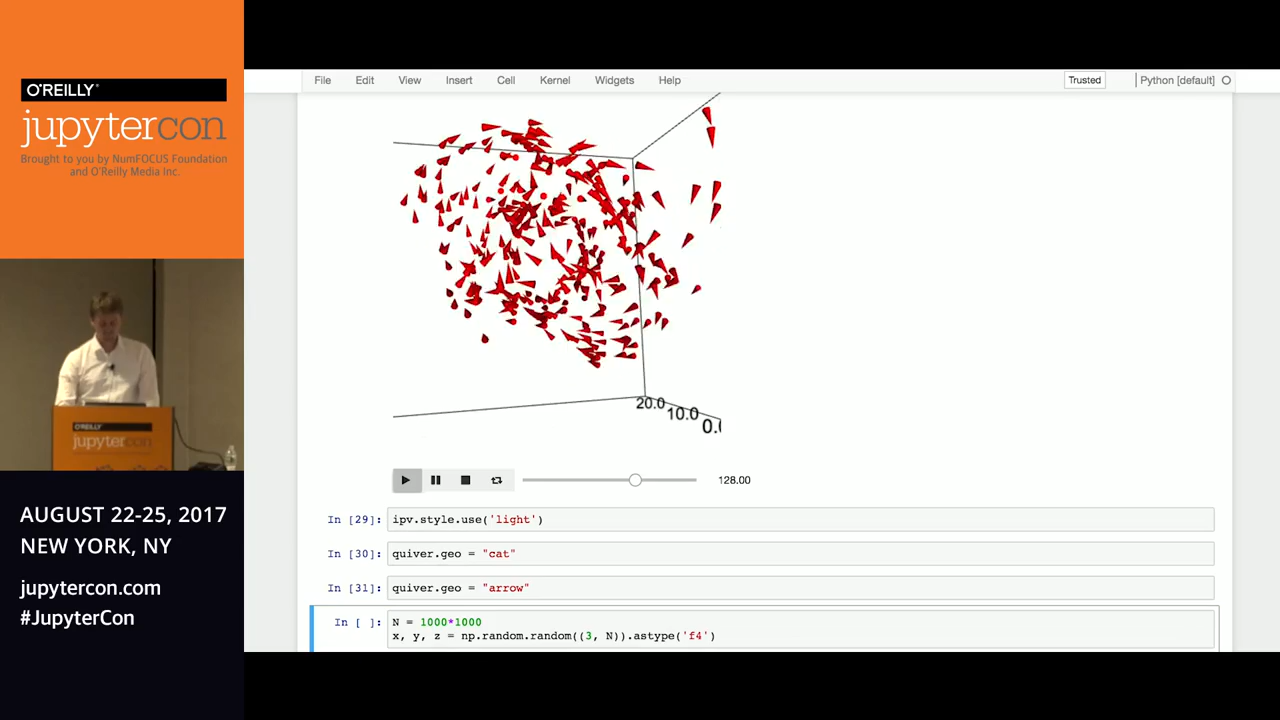 O'REILLY®
jupytercon
Brought to you by NumFOCUS Foundation
and O'Reilly Media Inc.
O'REILLY
jupytercon
AUGUST 22-25, 2017
NEW YORK, NY
jupytercon.com
#JupyterCon
File Edit View Insert Cell Kernel Widgets Help Trusted Python [default]
20.0
10.0
0.
128.00
In [29]: ipv.style.use('light')
In [30]: quiver.geo = "cat"
In [31]: quiver.geo = "arrow"
In [ ]: N = 1000*1000
x, y, z = np.random.random((3, N)).astype('f4')